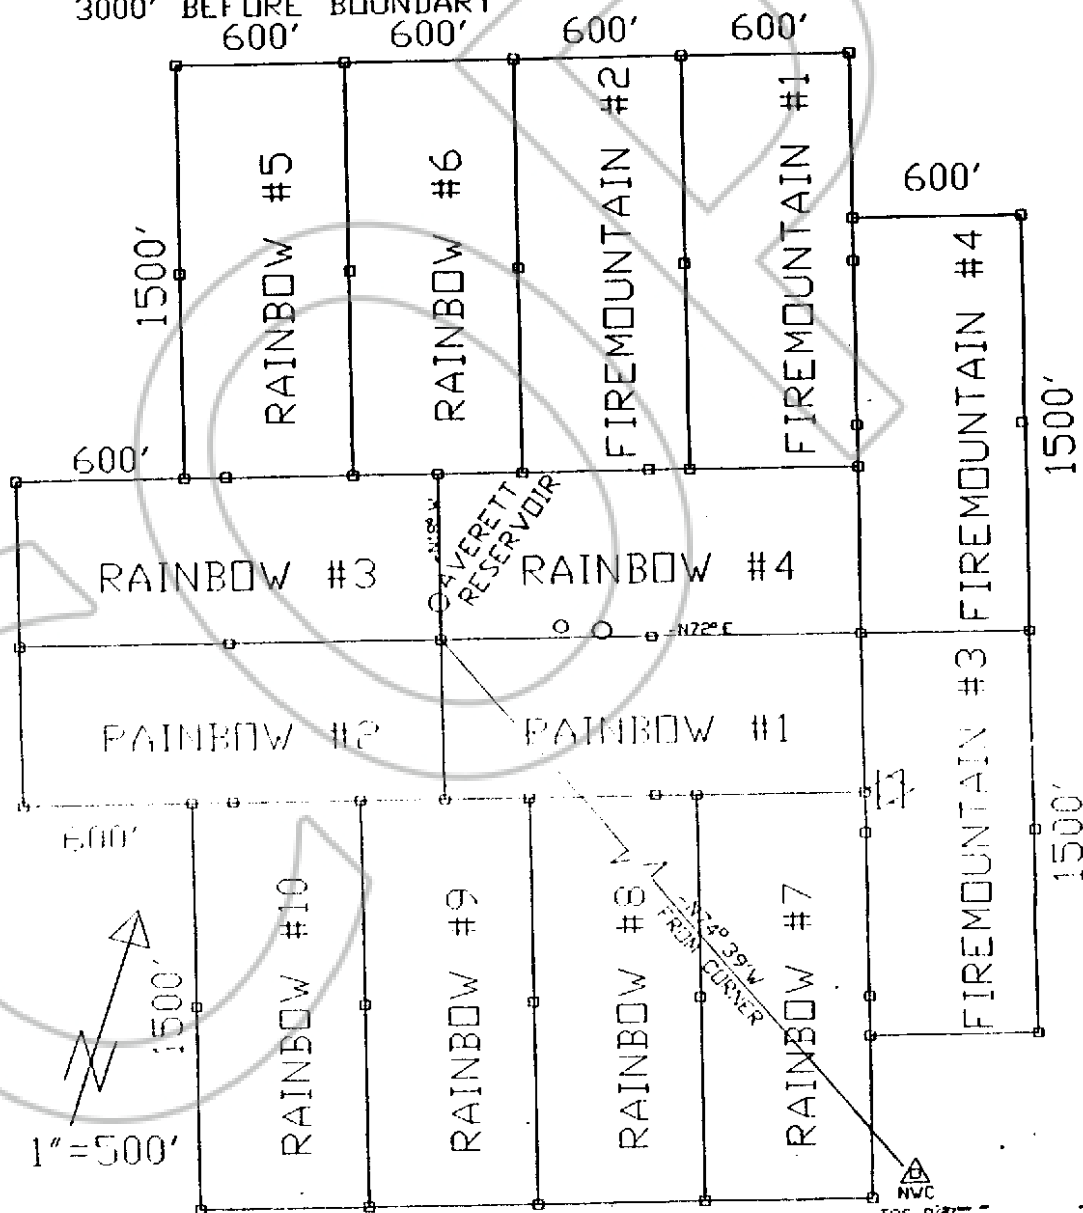 3000' BEFORE BOUNDARY
600' 600' 600' 600'
RAINBOW #5
RAINBOW #6
FIREMOUNTAIN #2
FIREMOUNTAIN #1
600'
1500'
FIREMOUNTAIN #4
1500'
600'
AVERETT
RESERVOIR
RAINBOW #3
RAINBOW #4
N72° E
RAINBOW #2
RAINBOW #1
FIREMOUNTAIN #3
1500'
600'
RAINBOW #10
RAINBOW #9
RAINBOW #8
RAINBOW #7
N74° 39'W
FROM CORNER
1500'
N
1"=500'
NWC